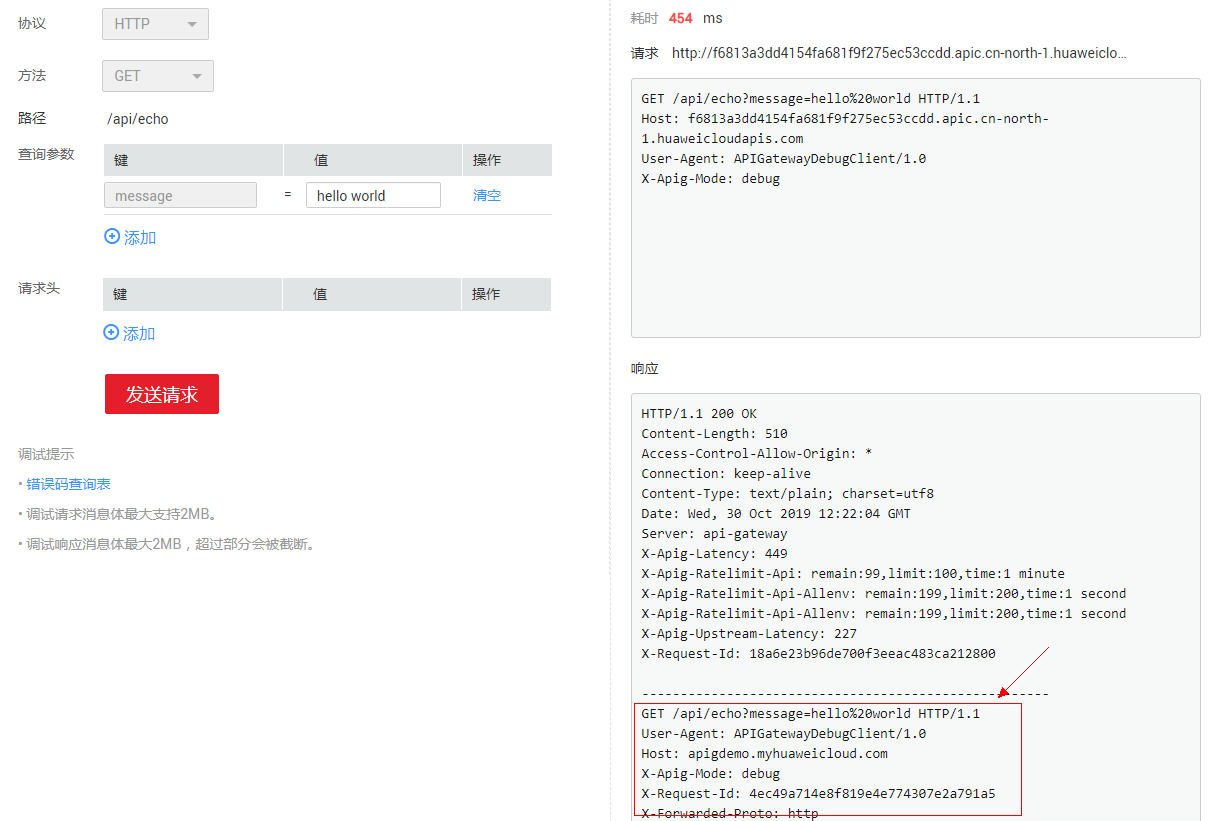 协议 HTTP
方法 GET
路径 /api/echo
查询参数 键 值 操作
message = hello world 清空
添加
请求头 键 值 操作
添加
发送请求
调试提示
· 错误码查询表
· 调试请求消息体最大支持2MB。
· 调试响应消息体最大2MB，超过部分会被截断。
耗时 454 ms
请求 http://f6813a3dd4154fa681f9f275ec53ccdd.apic.cn-north-1.huaweiclo...
GET /api/echo?message=hello%20world HTTP/1.1
Host: f6813a3dd4154fa681f9f275ec53ccdd.apic.cn-north-
1.huaweicloudapis.com
User-Agent: APIGatewayDebugClient/1.0
X-Apig-Mode: debug
响应
HTTP/1.1 200 OK
Content-Length: 510
Access-Control-Allow-Origin: *
Connection: keep-alive
Content-Type: text/plain; charset=utf8
Date: Wed, 30 Oct 2019 12:22:04 GMT
Server: api-gateway
X-Apig-Latency: 449
X-Apig-Ratelimit-Api: remain:99,limit:100,time:1 minute
X-Apig-Ratelimit-Api-Allenv: remain:199,limit:200,time:1 second
X-Apig-Ratelimit-Api-Allenv: remain:199,limit:200,time:1 second
X-Apig-Upstream-Latency: 227
X-Request-Id: 18a6e23b96de700f3eeac483ca212800
-----------------------------------------------------
GET /api/echo?message=hello%20world HTTP/1.1
User-Agent: APIGatewayDebugClient/1.0
Host: apigdemo.myhuaweicloud.com
X-Apig-Mode: debug
X-Request-Id: 4ec49a714e8f819e4e774307e2a791a5
X-Forwarded-Proto: http